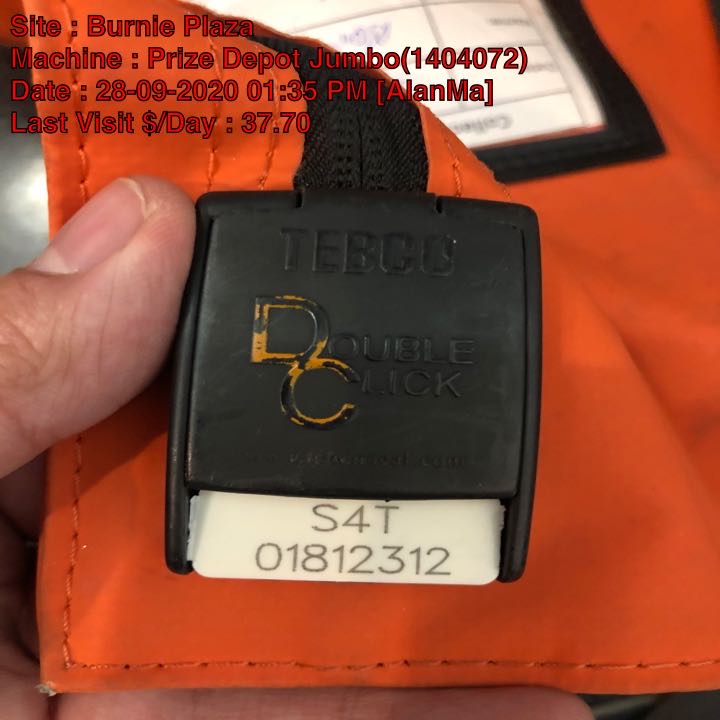 Site : Burnie Plaza
Machine : Prize Depot Jumbo(1404072)
Date : 28-09-2020 01:35 PM [AlanMa]
Last Visit $/Day : 37.70
TEBCO
DOUBLE
CLICK
S4T
01812312